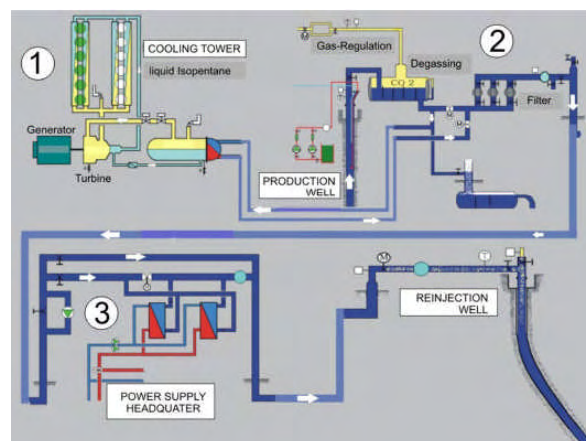 1
COOLING TOWER
liquid Isopentane
Generator
Turbine
Gas-Regulation
Degassing
2
CO 2
Filter
PRODUCTION
WELL
3
POWER SUPPLY
HEADQUATER
REINJECTION
WELL